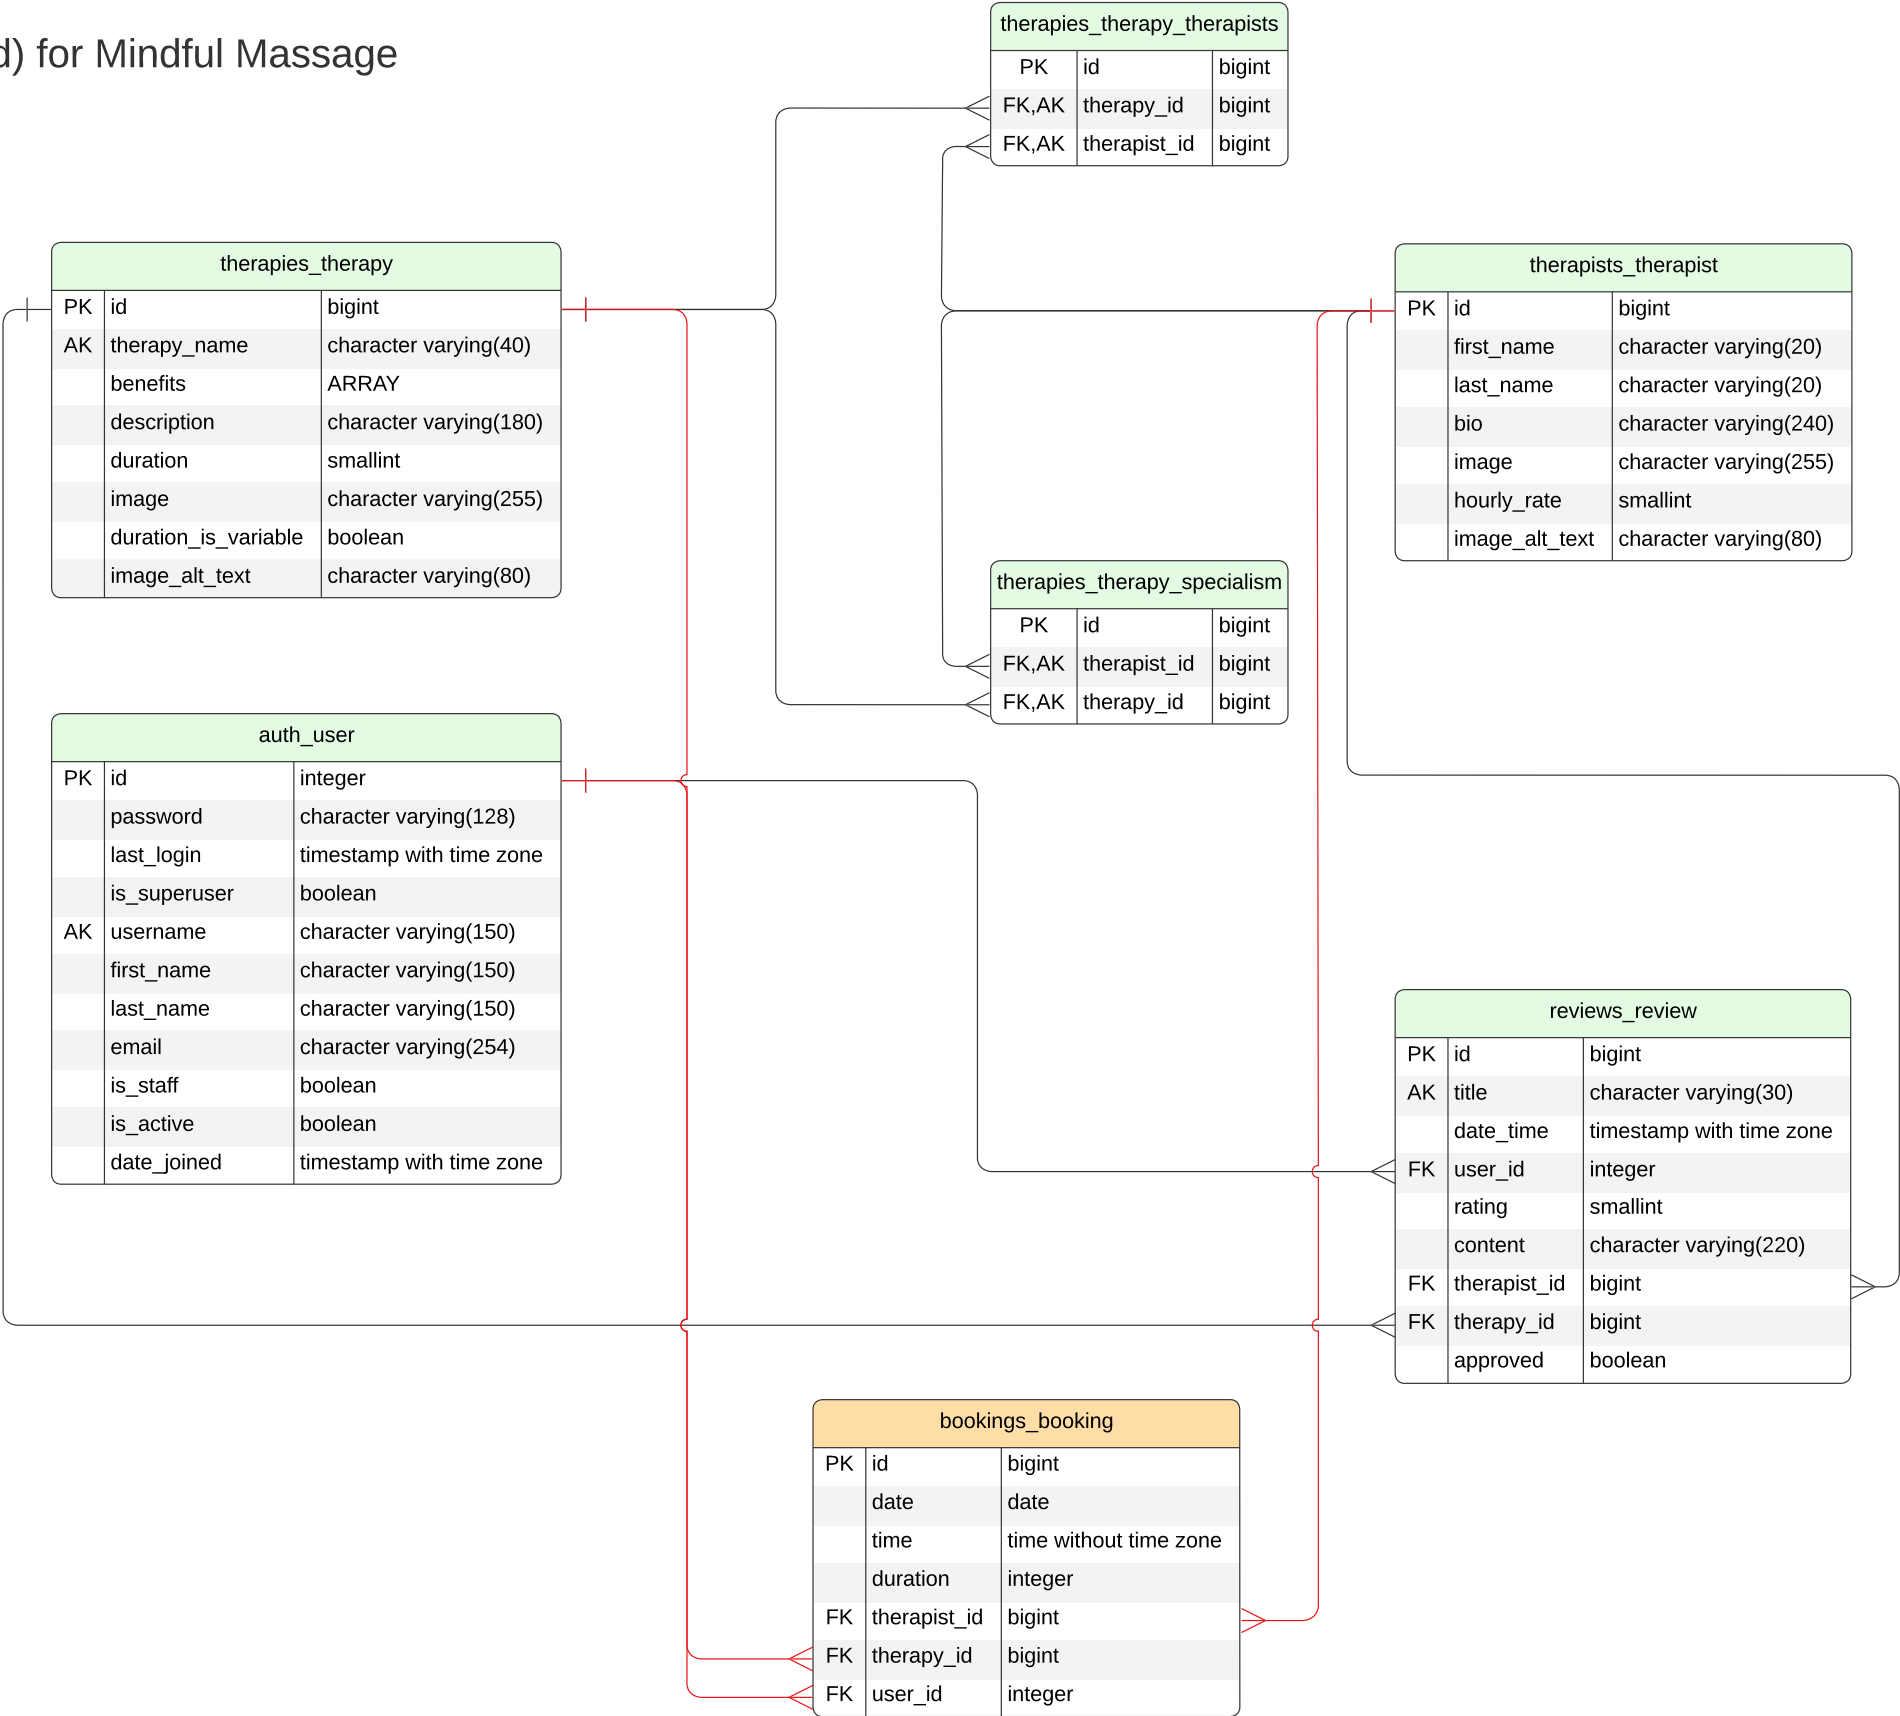 d) for Mindful Massage
therapies_therapy_therapists
PK id bigint
FK,AK therapy_id bigint
FK,AK therapist_id bigint
therapies_therapy
PK id bigint
AK therapy_name character varying(40)
benefits ARRAY
description character varying(180)
duration smallint
image character varying(255)
duration_is_variable boolean
image_alt_text character varying(80)
therapists_therapist
PK id bigint
first_name character varying(20)
last_name character varying(20)
bio character varying(240)
image character varying(255)
hourly_rate smallint
image_alt_text character varying(80)
therapies_therapy_specialism
PK id bigint
FK,AK therapist_id bigint
FK,AK therapy_id bigint
auth_user
PK id integer
password character varying(128)
last_login timestamp with time zone
is_superuser boolean
AK username character varying(150)
first_name character varying(150)
last_name character varying(150)
email character varying(254)
is_staff boolean
is_active boolean
date_joined timestamp with time zone
reviews_review
PK id bigint
AK title character varying(30)
date_time timestamp with time zone
FK user_id integer
rating smallint
content character varying(220)
FK therapist_id bigint
FK therapy_id bigint
approved boolean
bookings_booking
PK id bigint
date date
time time without time zone
duration integer
FK therapist_id bigint
FK therapy_id bigint
FK user_id integer